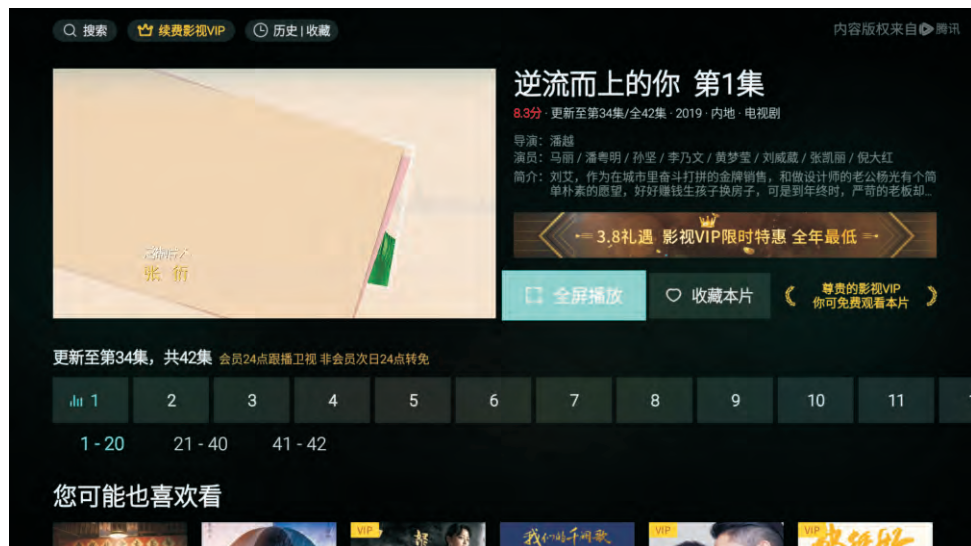 搜索
续费影视VIP
历史|收藏
内容版权来自 腾讯
逆流而上的你 第1集
8.3分 · 更新至第34集/全42集 · 2019 · 内地 · 电视剧
导演：潘越
演员：马丽 / 潘粤明 / 孙坚 / 李乃文 / 黄梦莹 / 刘威葳 / 张凯丽 / 倪大红
简介：刘艾，作为在城市里奋斗打拼的金牌销售，和做设计师的老公杨光有个简
单朴素的愿望，好好赚钱生孩子换房子，可是到年终时，严苛的老板却...
3.8礼遇 影视VIP限时特惠 全年最低
张 術
全屏播放
收藏本片
尊贵的影视VIP
你可免费观看本片
更新至第34集，共42集 会员24点跟播卫视 非会员次日24点转免
1 2 3 4 5 6 7 8 9 10 11
1 - 20 21 - 40 41 - 42
您可能也喜欢看
VIP
我们的千阙歌
VIP
VIP